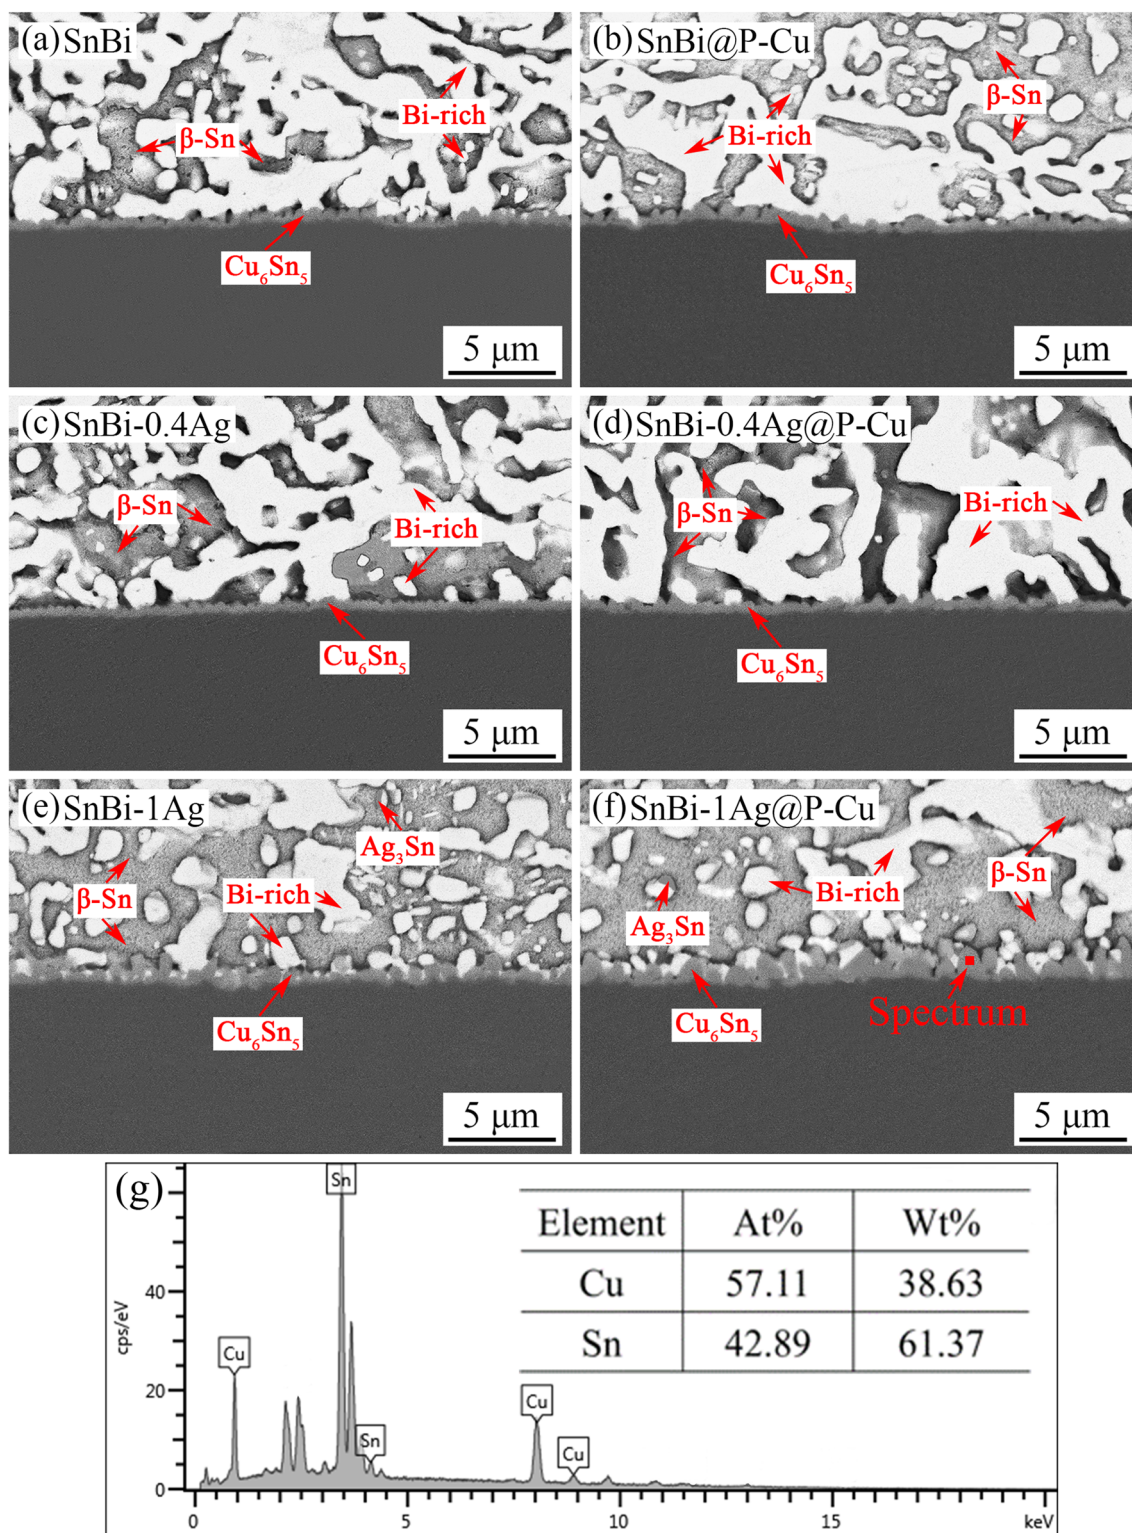 (a) SnBi
β-Sn
Bi-rich
Cu₆Sn₅
5 μm
(b) SnBi@P-Cu
Bi-rich
β-Sn
Cu₆Sn₅
5 μm
(c) SnBi-0.4Ag
β-Sn
Bi-rich
Cu₆Sn₅
5 μm
(d) SnBi-0.4Ag@P-Cu
β-Sn
Bi-rich
Cu₆Sn₅
5 μm
(e) SnBi-1Ag
Ag₃Sn
β-Sn
Bi-rich
Cu₆Sn₅
5 μm
(f) SnBi-1Ag@P-Cu
Bi-rich
β-Sn
Ag₃Sn
Spectrum
Cu₆Sn₅
5 μm
(g)
Sn
Element At% Wt%
Cu 57.11 38.63
Sn 42.89 61.37
40
cps/eV
Cu
20
Cu
Sn
Cu
0
0 5 10 15 keV